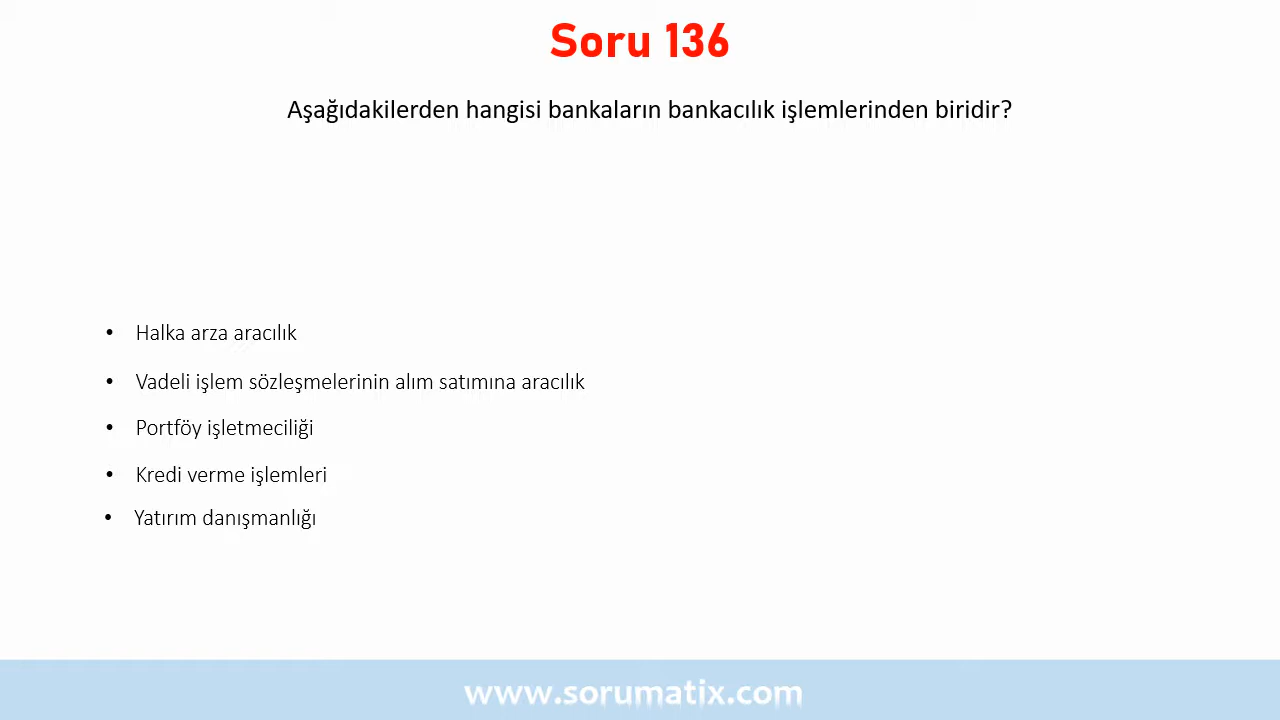 Soru 136
Aşağıdakilerden hangisi bankaların bankacılık işlemlerinden biridir?
• Halka arza aracılık
• Vadeli işlem sözleşmelerinin alım satımına aracılık
• Portföy işletmeciliği
• Kredi verme işlemleri
• Yatırım danışmanlığı
www.sorumatix.com